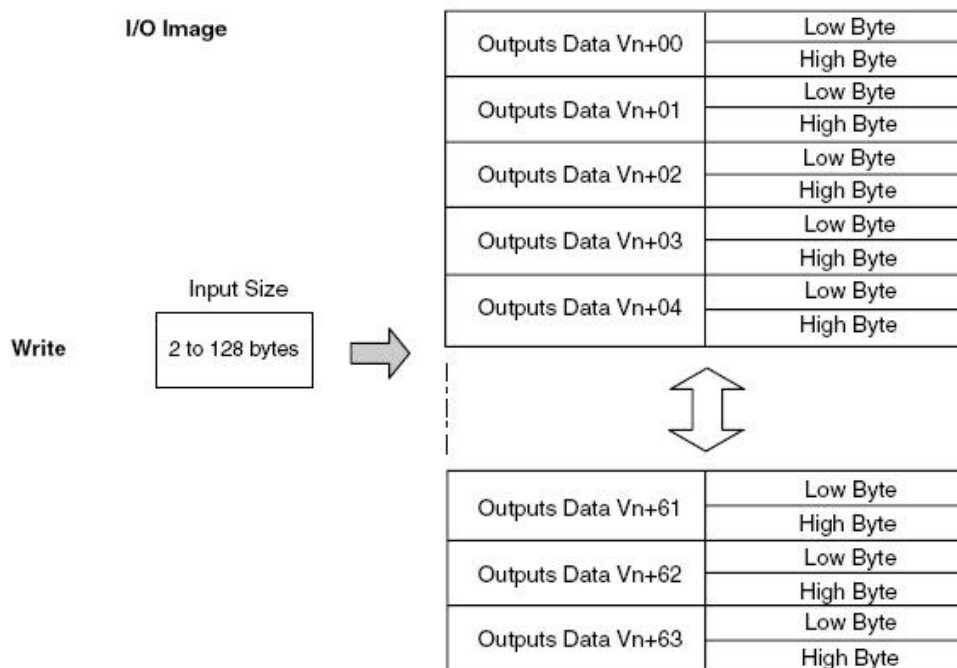 I/O Image
Outputs Data Vn+00
Low Byte
High Byte
Outputs Data Vn+01
Low Byte
High Byte
Outputs Data Vn+02
Low Byte
High Byte
Outputs Data Vn+03
Low Byte
High Byte
Outputs Data Vn+04
Low Byte
High Byte
Input Size
Write
2 to 128 bytes
Outputs Data Vn+61
Low Byte
High Byte
Outputs Data Vn+62
Low Byte
High Byte
Outputs Data Vn+63
Low Byte
High Byte